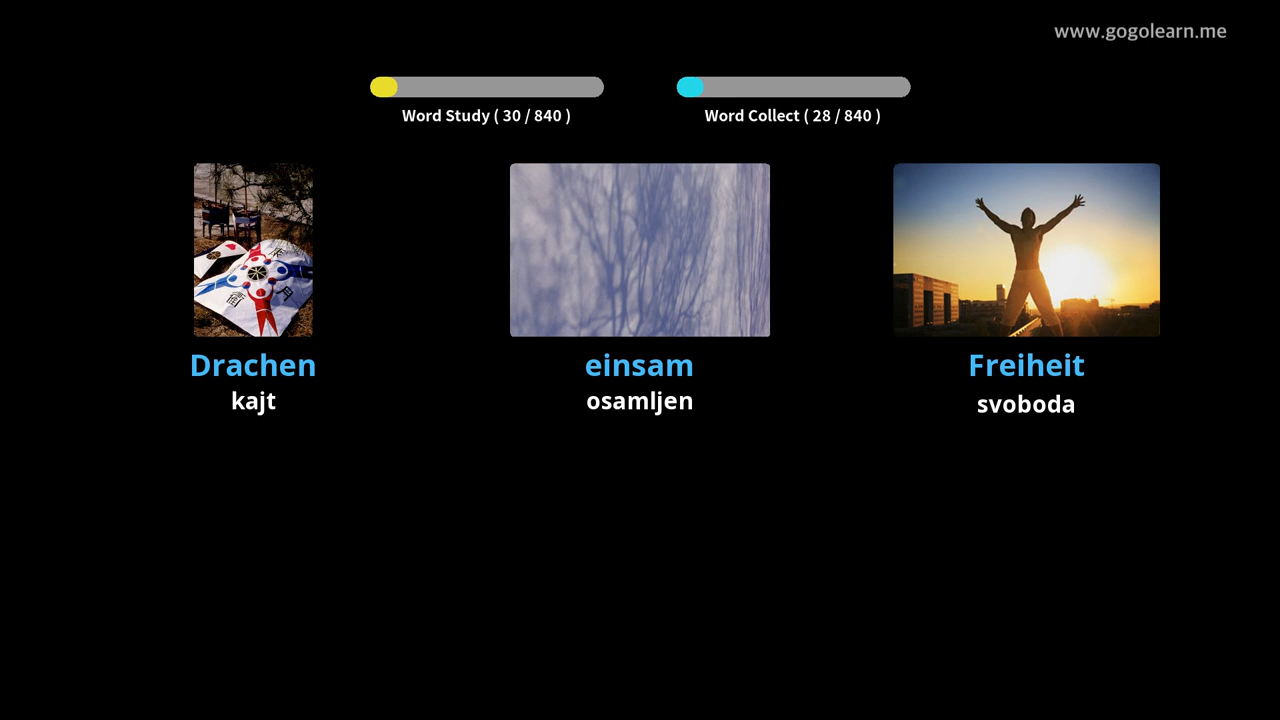 www.gogolearn.me
Word Study ( 30 / 840 )
Word Collect ( 28 / 840 )
Drachen
kajt
einsam
osamljen
Freiheit
svoboda